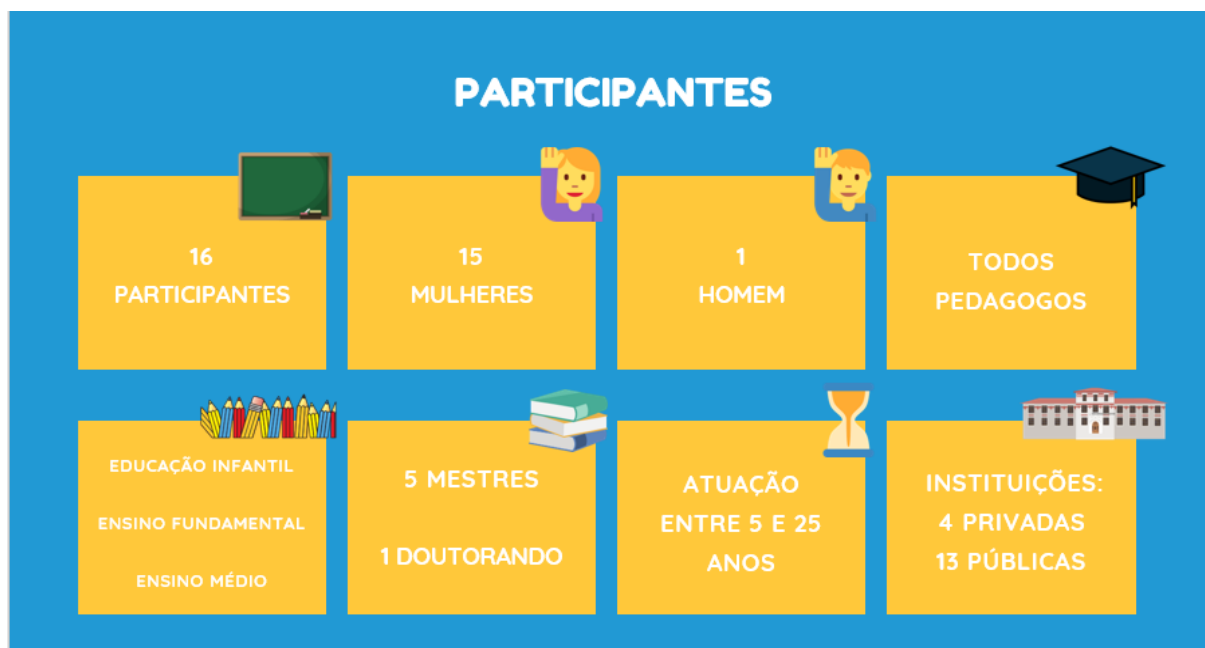 PARTICIPANTES
16
PARTICIPANTES
15
MULHERES
1
HOMEM
TODOS
PEDAGOGOS
EDUCAÇÃO INFANTIL
ENSINO FUNDAMENTAL
ENSINO MÉDIO
5 MESTRES
1 DOUTORANDO
ATUAÇÃO
ENTRE 5 E 25
ANOS
INSTITUIÇÕES:
4 PRIVADAS
13 PÚBLICAS